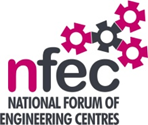 nfec
NATIONAL FORUM OF
ENGINEERING CENTRES